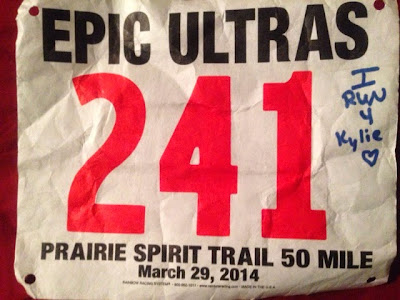 EPIC ULTRAS
241
I
RUN
4
Kylie ♡
PRAIRIE SPIRIT TRAIL 50 MILE
March 29, 2014